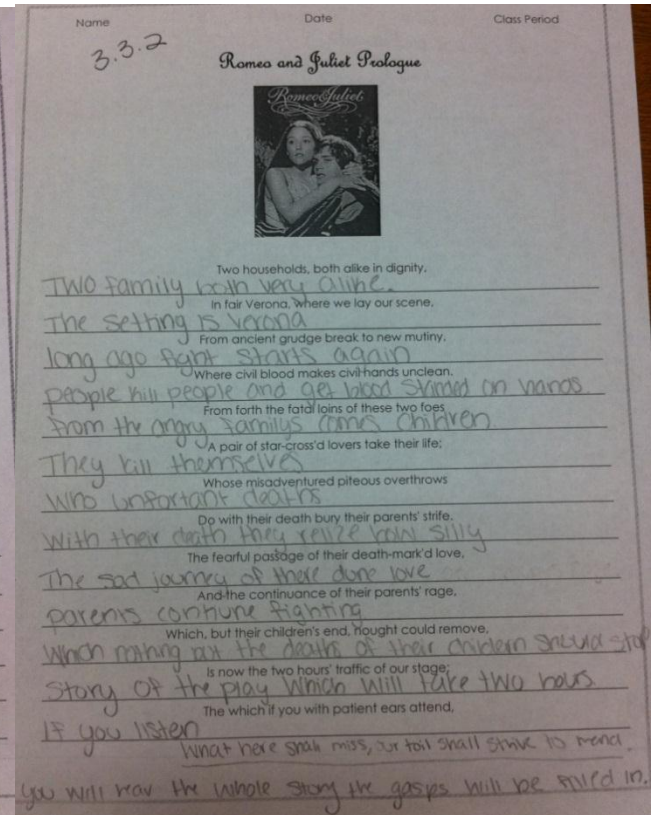 Name Date Class Period
3.3.2
Romeo and Juliet Prologue
Romeo & Juliet
Two households, both alike in dignity,
Two family both very alike.
In fair Verona, where we lay our scene,
The setting is verona
From ancient grudge break to new mutiny,
long ago fight starts again
Where civil blood makes civil hands unclean.
people kill people and get blood stained on hands
From forth the fatal loins of these two foes
From the angry familys comes children
A pair of star-cross'd lovers take their life;
They kill themselves
Whose misadventured piteous overthrows
Who unfortant deaths
Do with their death bury their parents' strife.
With their death they relize how silly
The fearful passage of their death-mark'd love,
The sad journey of there done love
And the continuance of their parents' rage,
parents contiune fighting
Which, but their children's end, nought could remove,
Which nothing but the deaths of their childern should stop
Is now the two hours' traffic of our stage;
Story of the play which will take two hours
The which if you with patient ears attend,
If you listen
What here shall miss, our toil shall strive to mend.
you will hear the whole story the gasps will be filled in.